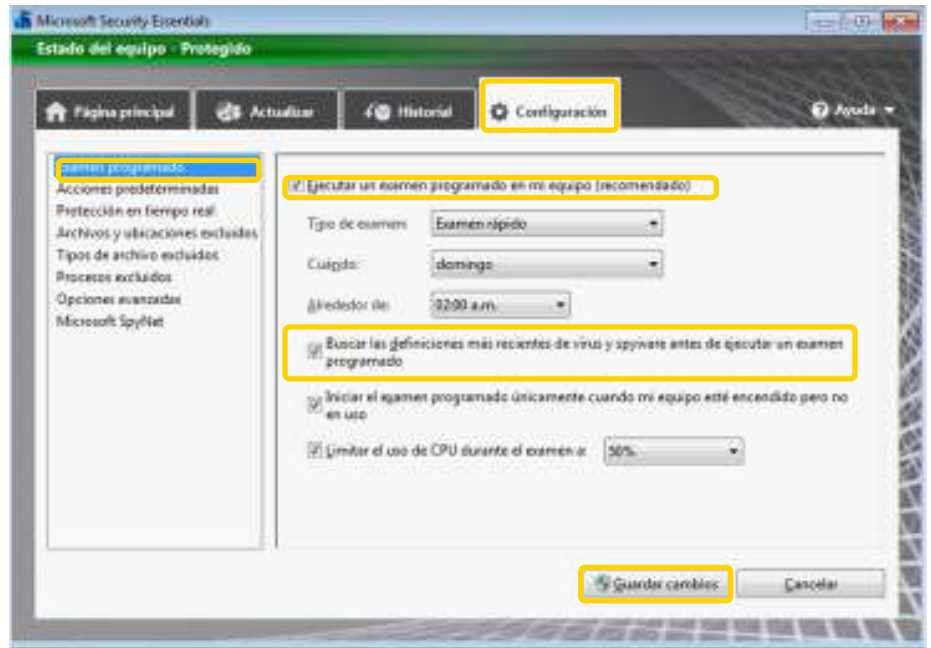 Microsoft Security Essentials
Estado del equipo - Protegido
Página principal
Actualizar
Historial
Configuración
Ayuda
Examen programado
Acciones predeterminadas
Protección en tiempo real
Archivos y ubicaciones excluidos
Tipos de archivo excluidos
Procesos excluidos
Opciones avanzadas
Microsoft SpyNet
Ejecutar un examen programado en mi equipo (recomendado)
Tipo de examen: Examen rápido
Cuándo: domingo
Alrededor de: 02:00 a.m.
Buscar las definiciones más recientes de virus y spyware antes de ejecutar un examen
programado
Iniciar el examen programado únicamente cuando mi equipo esté encendido pero no
en uso
Limitar el uso de CPU durante el examen a: 50%
Guardar cambios
Cancelar